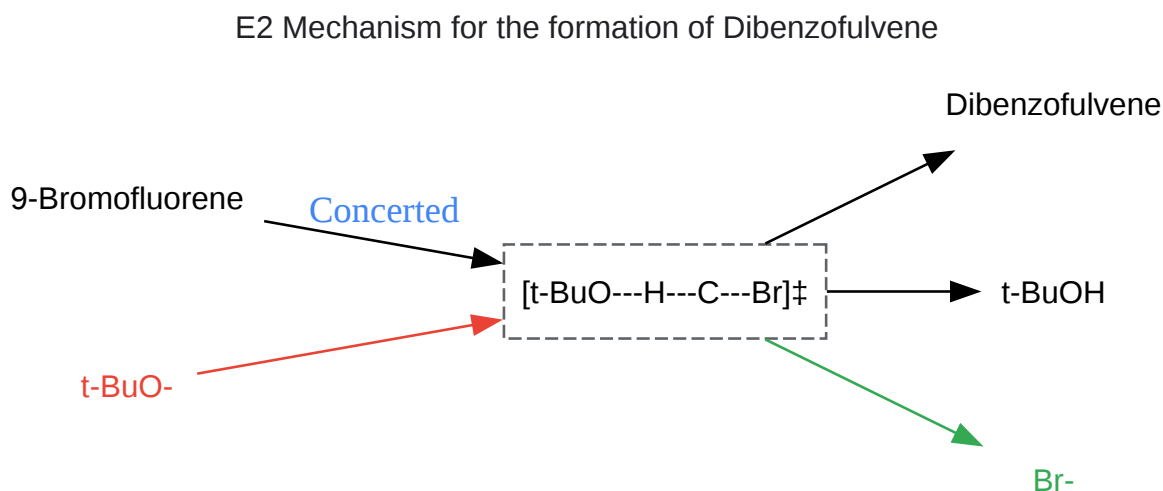 E2 Mechanism for the formation of Dibenzofulvene
Dibenzofulvene
9-Bromofluorene
Concerted
[t-BuO---H---C---Br]‡
t-BuOH
t-BuO-
Br-